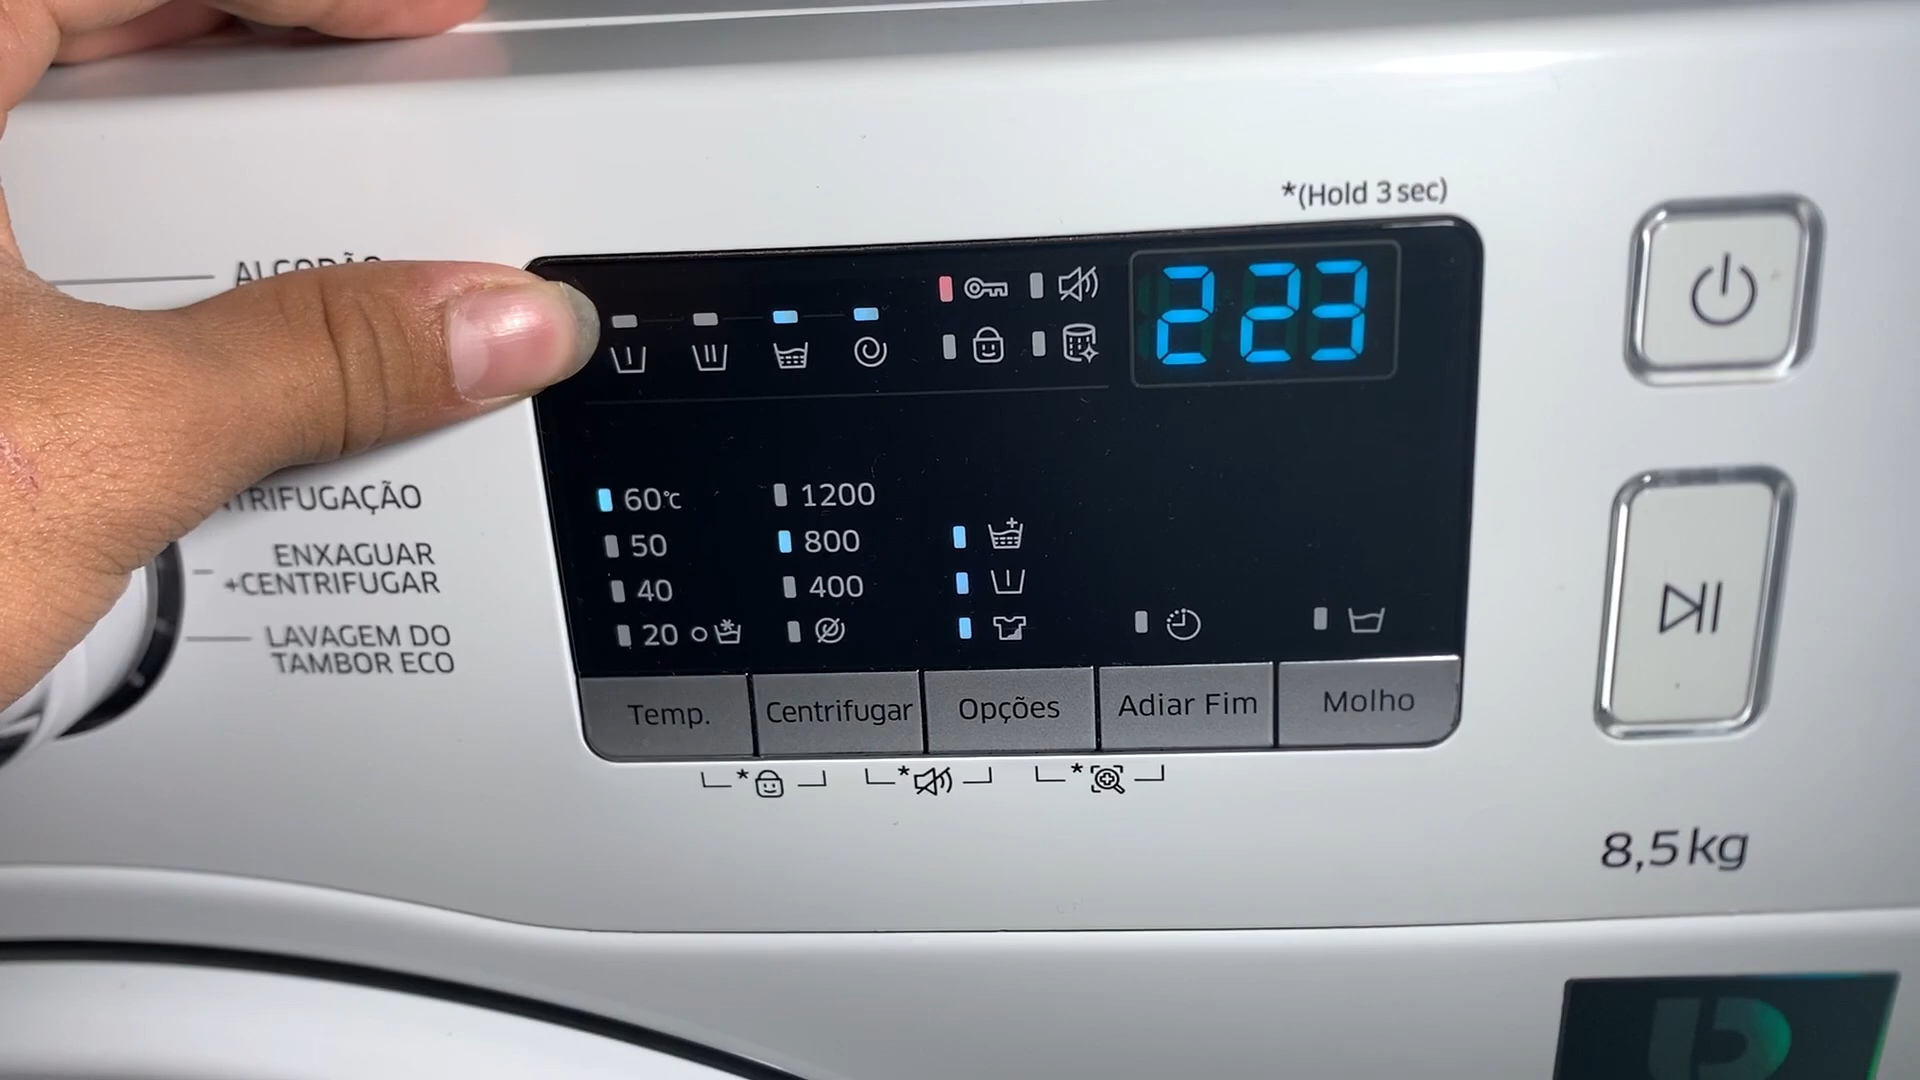 *(Hold 3 sec)
ALGODÃO
223
60°C
50
40
20
1200
800
400
ENXAGUAR
+CENTRIFUGAR
LAVAGEM DO
TAMBOR ECO
Temp.
Centrifugar
Opções
Adiar Fim
Molho
*
*
*
8,5 kg